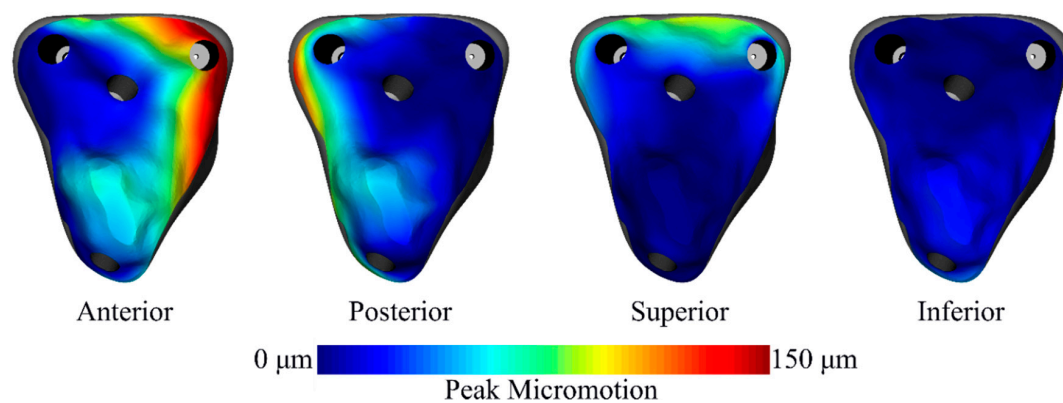 Anterior Posterior Superior Inferior
0 μm 150 μm
Peak Micromotion